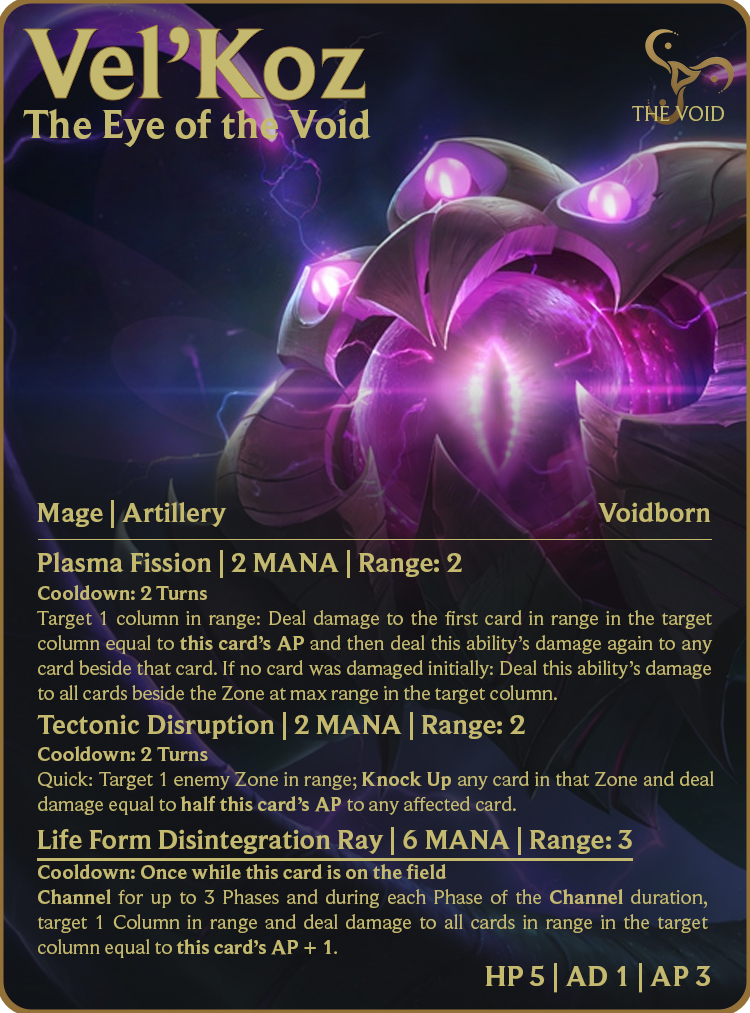 Vel’Koz
The Eye of the Void
THE VOID
Mage | Artillery
Voidborn
Plasma Fission | 2 MANA | Range: 2
Cooldown: 2 Turns
Target 1 column in range: Deal damage to the first card in range in the target
column equal to this card’s AP and then deal this ability’s damage again to any
card beside that card. If no card was damaged initially: Deal this ability’s damage
to all cards beside the Zone at max range in the target column.
Tectonic Disruption | 2 MANA | Range: 2
Cooldown: 2 Turns
Quick: Target 1 enemy Zone in range; Knock Up any card in that Zone and deal
damage equal to half this card’s AP to any affected card.
Life Form Disintegration Ray | 6 MANA | Range: 3
Cooldown: Once while this card is on the field
Channel for up to 3 Phases and during each Phase of the Channel duration,
target 1 Column in range and deal damage to all cards in range in the target
column equal to this card’s AP + 1.
HP 5 | AD 1 | AP 3